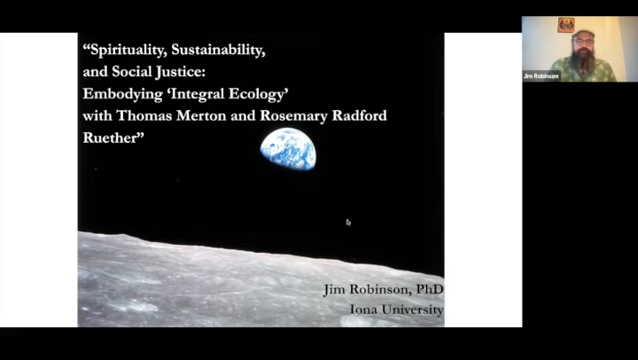 “Spirituality, Sustainability,
and Social Justice:
Embodying ‘Integral Ecology’
with Thomas Merton and Rosemary Radford
Ruether”
Jim Robinson, PhD
Iona University
Jim Robinson